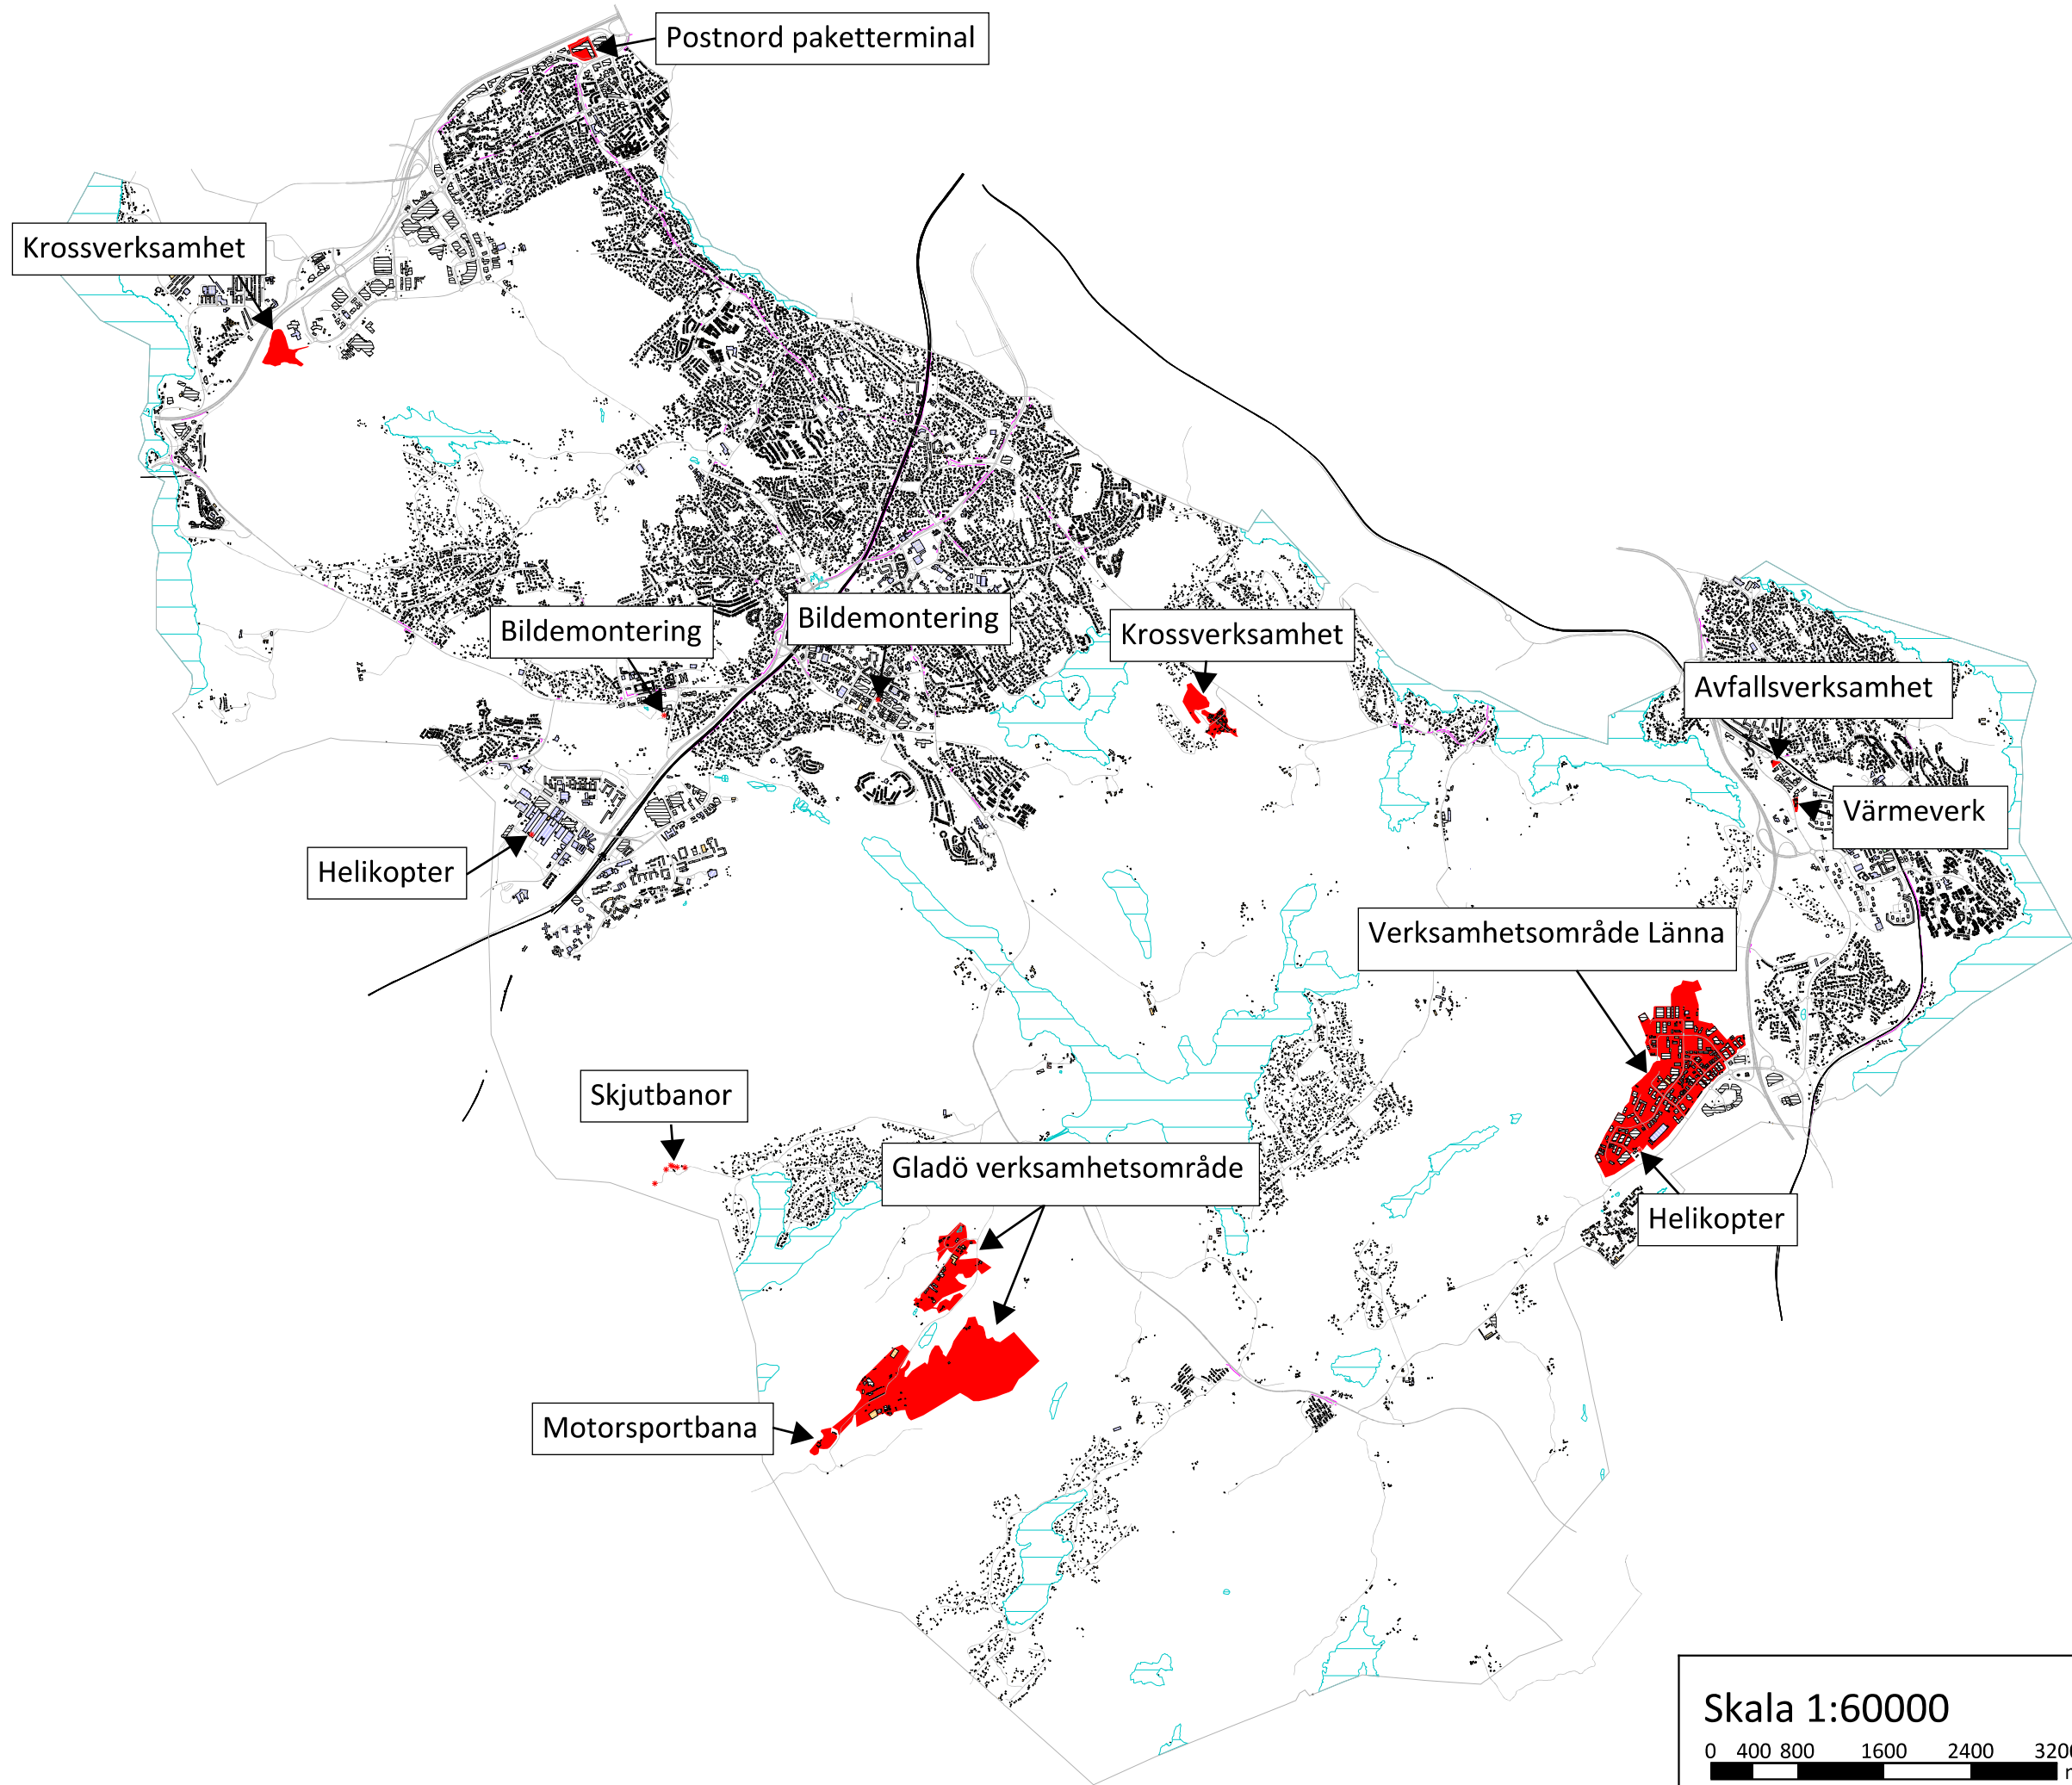 Postnord paketterminal
Krossverksamhet
Bildemontering
Bildemontering
Krossverksamhet
Avfallsverksamhet
Värmeverk
Helikopter
Verksamhetsområde Länna
Skjutbanor
Gladö verksamhetsområde
Helikopter
Motorsportbana
Skala 1:60000
0 400 800 1600 2400 3200